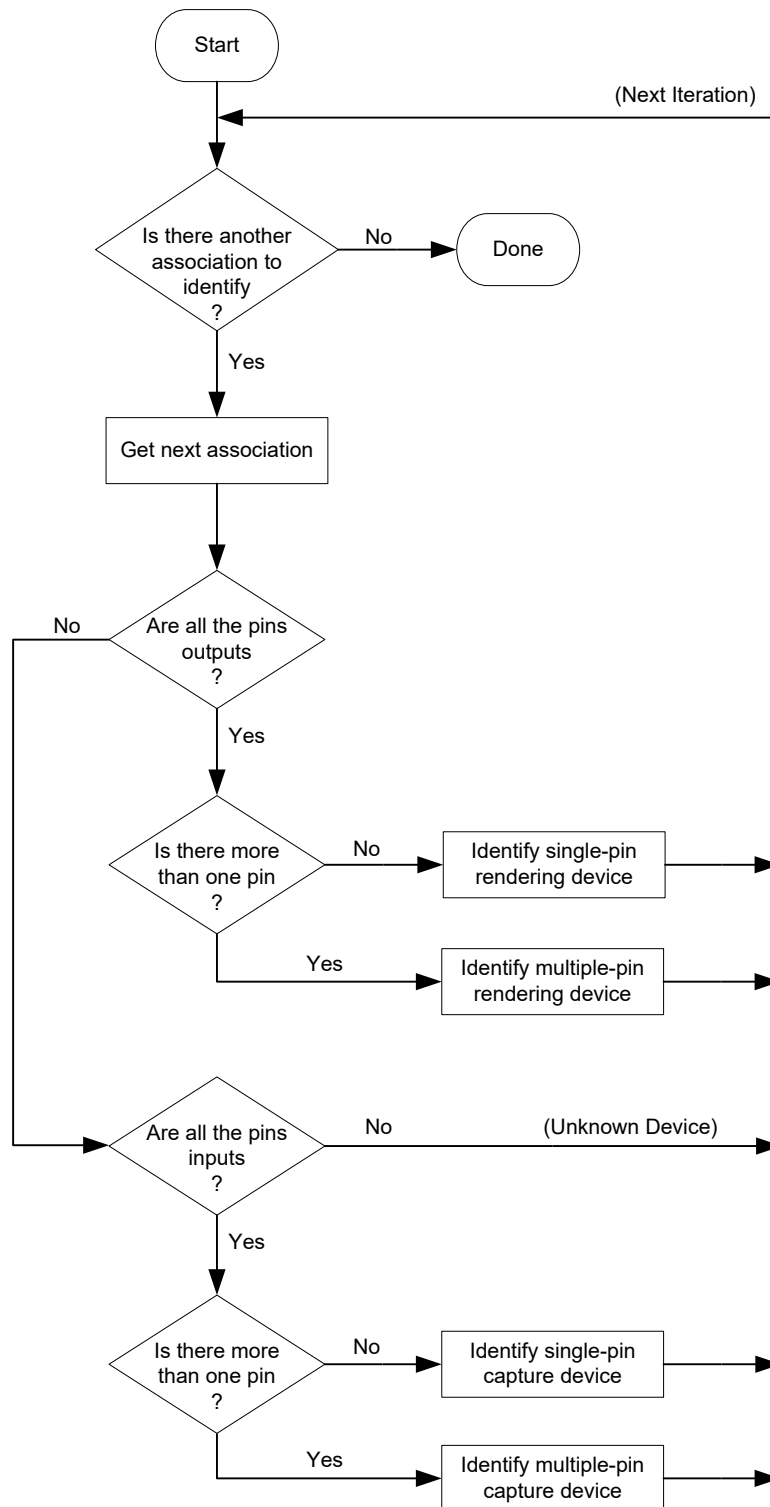 Start
(Next Iteration)
Is there another
association to
identify
?
No
Done
Yes
Get next association
No
Are all the pins
outputs
?
Yes
Is there more
than one pin
?
No
Identify single-pin
rendering device
Yes
Identify multiple-pin
rendering device
Are all the pins
inputs
?
No
(Unknown Device)
Yes
Is there more
than one pin
?
No
Identify single-pin
capture device
Yes
Identify multiple-pin
capture device